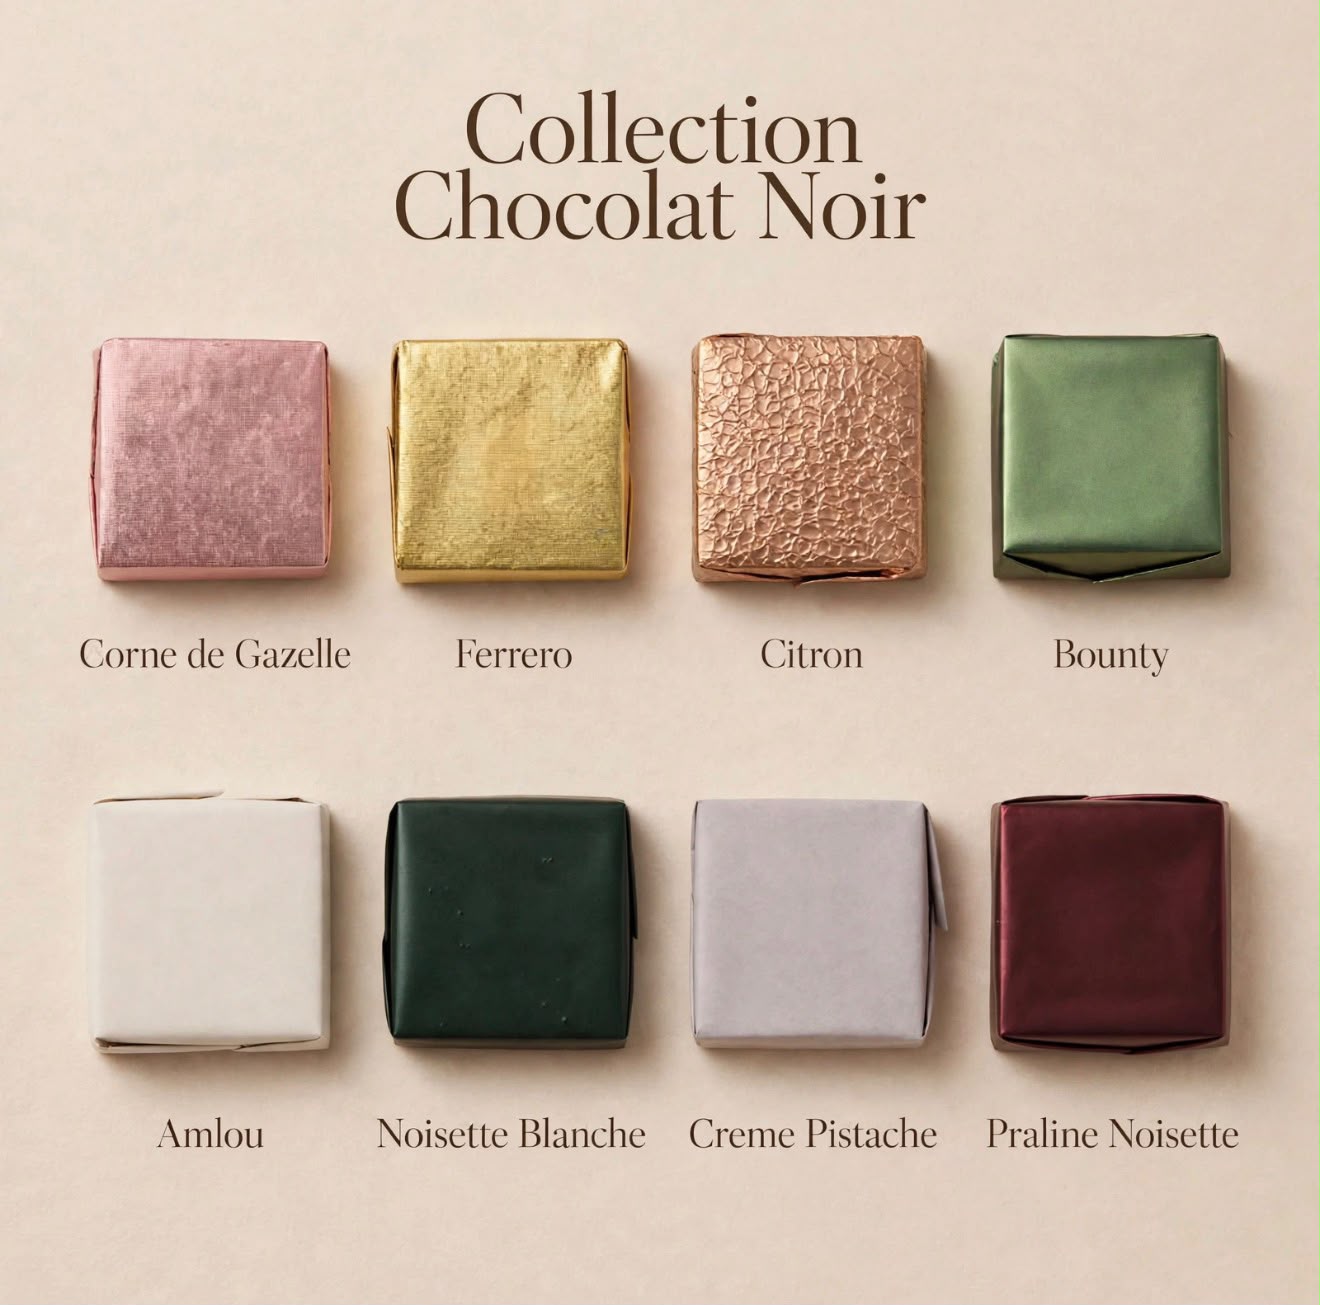 Collection
Chocolat Noir
Corne de Gazelle
Ferrero
Citron
Bounty
Amlou
Noisette Blanche
Creme Pistache
Praline Noisette